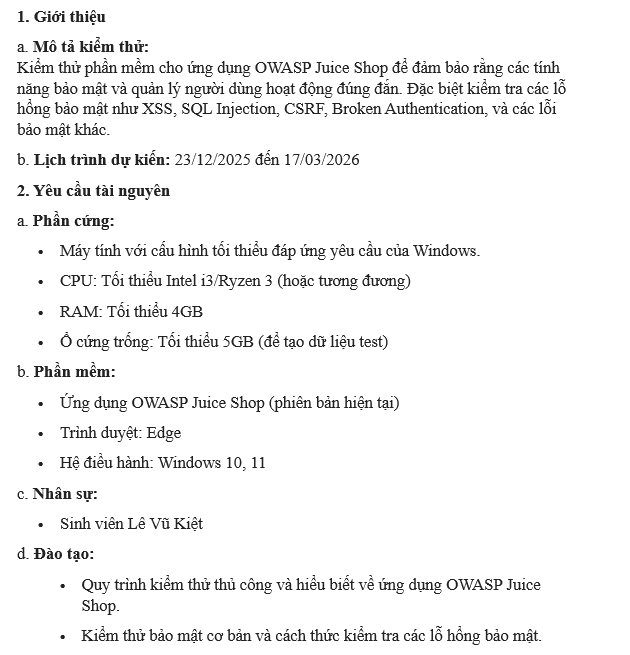 1. Giới thiệu
a. Mô tả kiểm thử:
Kiểm thử phần mềm cho ứng dụng OWASP Juice Shop để đảm bảo rằng các tính
năng bảo mật và quản lý người dùng hoạt động đúng đắn. Đặc biệt kiểm tra các lỗ
hổng bảo mật như XSS, SQL Injection, CSRF, Broken Authentication, và các lỗi
bảo mật khác.
b. Lịch trình dự kiến: 23/12/2025 đến 17/03/2026
2. Yêu cầu tài nguyên
a. Phần cứng:
• Máy tính với cấu hình tối thiểu đáp ứng yêu cầu của Windows.
• CPU: Tối thiểu Intel i3/Ryzen 3 (hoặc tương đương)
• RAM: Tối thiểu 4GB
• Ổ cứng trống: Tối thiểu 5GB (để tạo dữ liệu test)
b. Phần mềm:
• Ứng dụng OWASP Juice Shop (phiên bản hiện tại)
• Trình duyệt: Edge
• Hệ điều hành: Windows 10, 11
c. Nhân sự:
• Sinh viên Lê Vũ Kiệt
d. Đào tạo:
• Quy trình kiểm thử thủ công và hiểu biết về ứng dụng OWASP Juice
Shop.
• Kiểm thử bảo mật cơ bản và cách thức kiểm tra các lỗ hổng bảo mật.